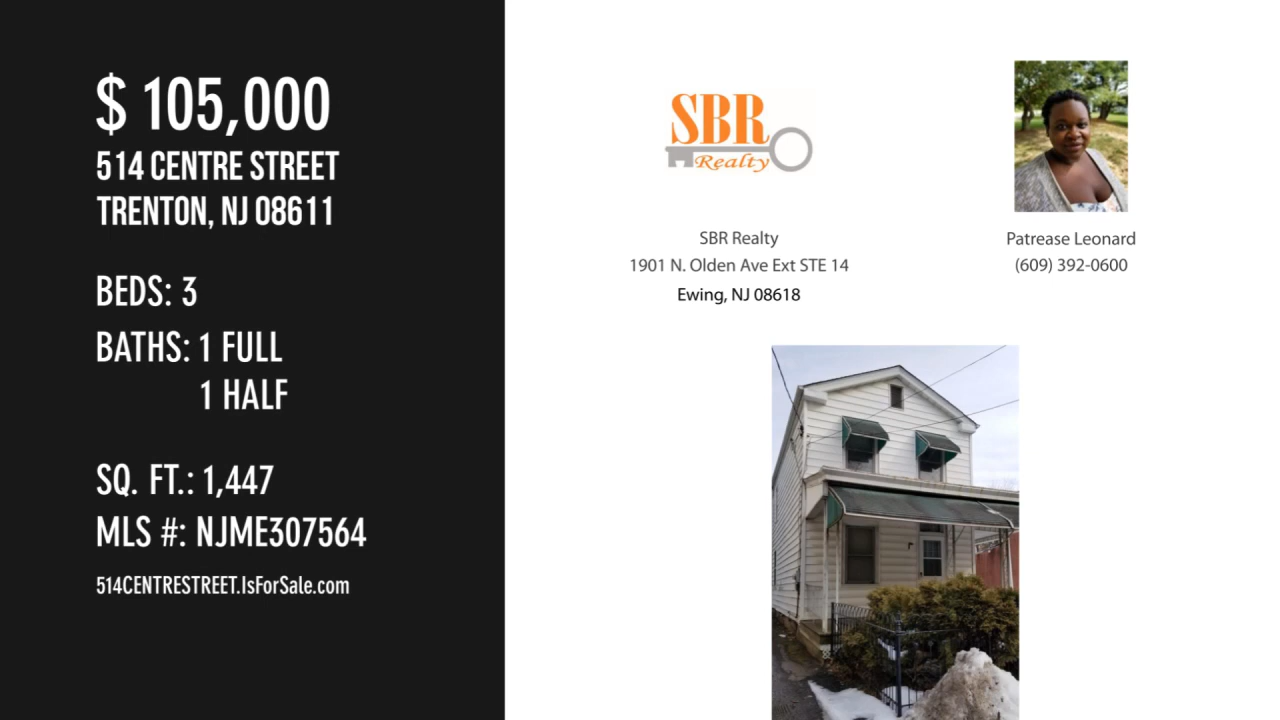 $ 105,000
514 CENTRE STREET
TRENTON, NJ 08611
BEDS: 3
BATHS: 1 FULL
1 HALF
SQ. FT.: 1,447
MLS #: NJME307564
514CENTRESTREET.IsForSale.com
SBR
Realty
SBR Realty
1901 N. Olden Ave Ext STE 14
Ewing, NJ 08618
Patrease Leonard
(609) 392-0600